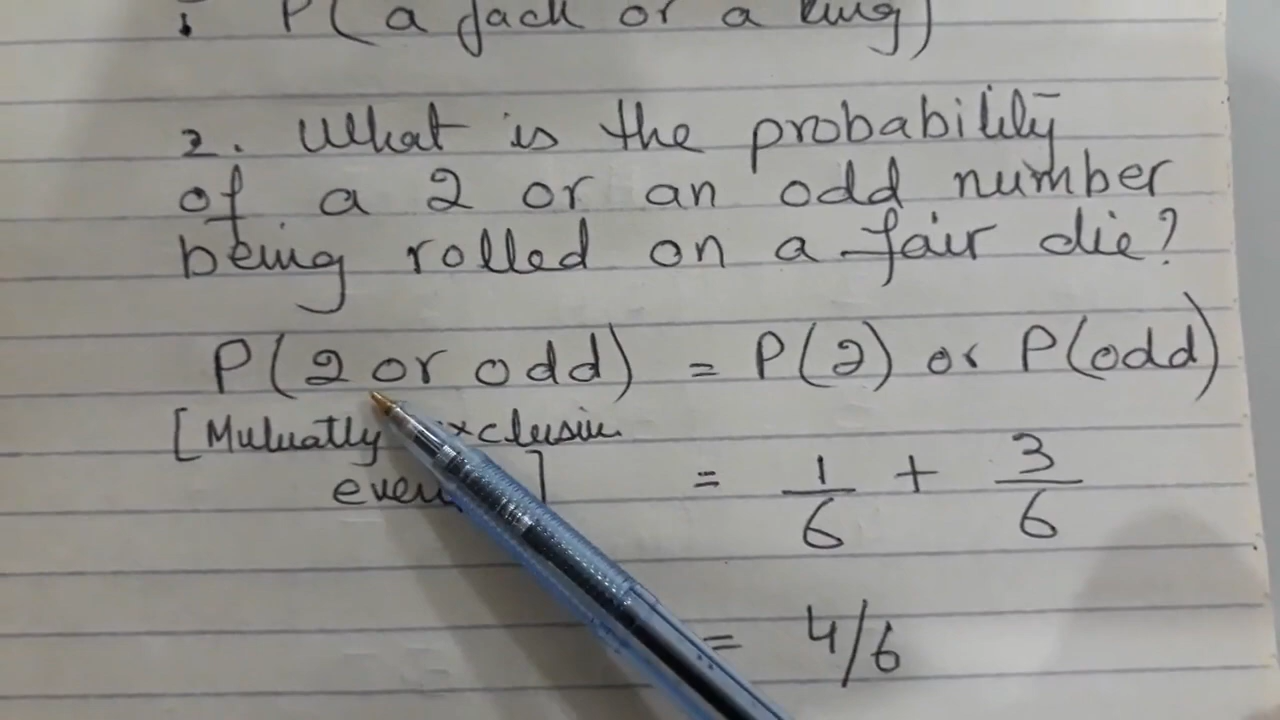 P( a Jack or a king)
2. What is the probability
of a 2 or an odd number
being rolled on a fair die?
P(2 or odd) = P(2) or P(odd)
[Mutually exclusive
] = 1/6 + 3/6
= 4/6